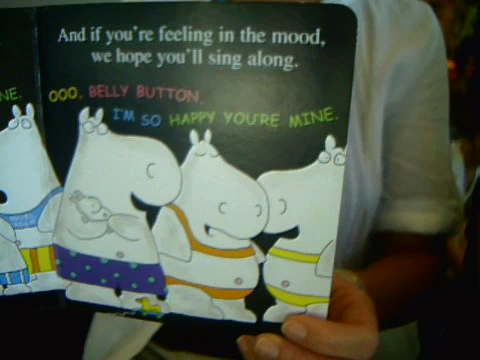 And if you're feeling in the mood,
we hope you'll sing along.
NE.
OOO, BELLY BUTTON,
I'M SO HAPPY YOU'RE MINE.